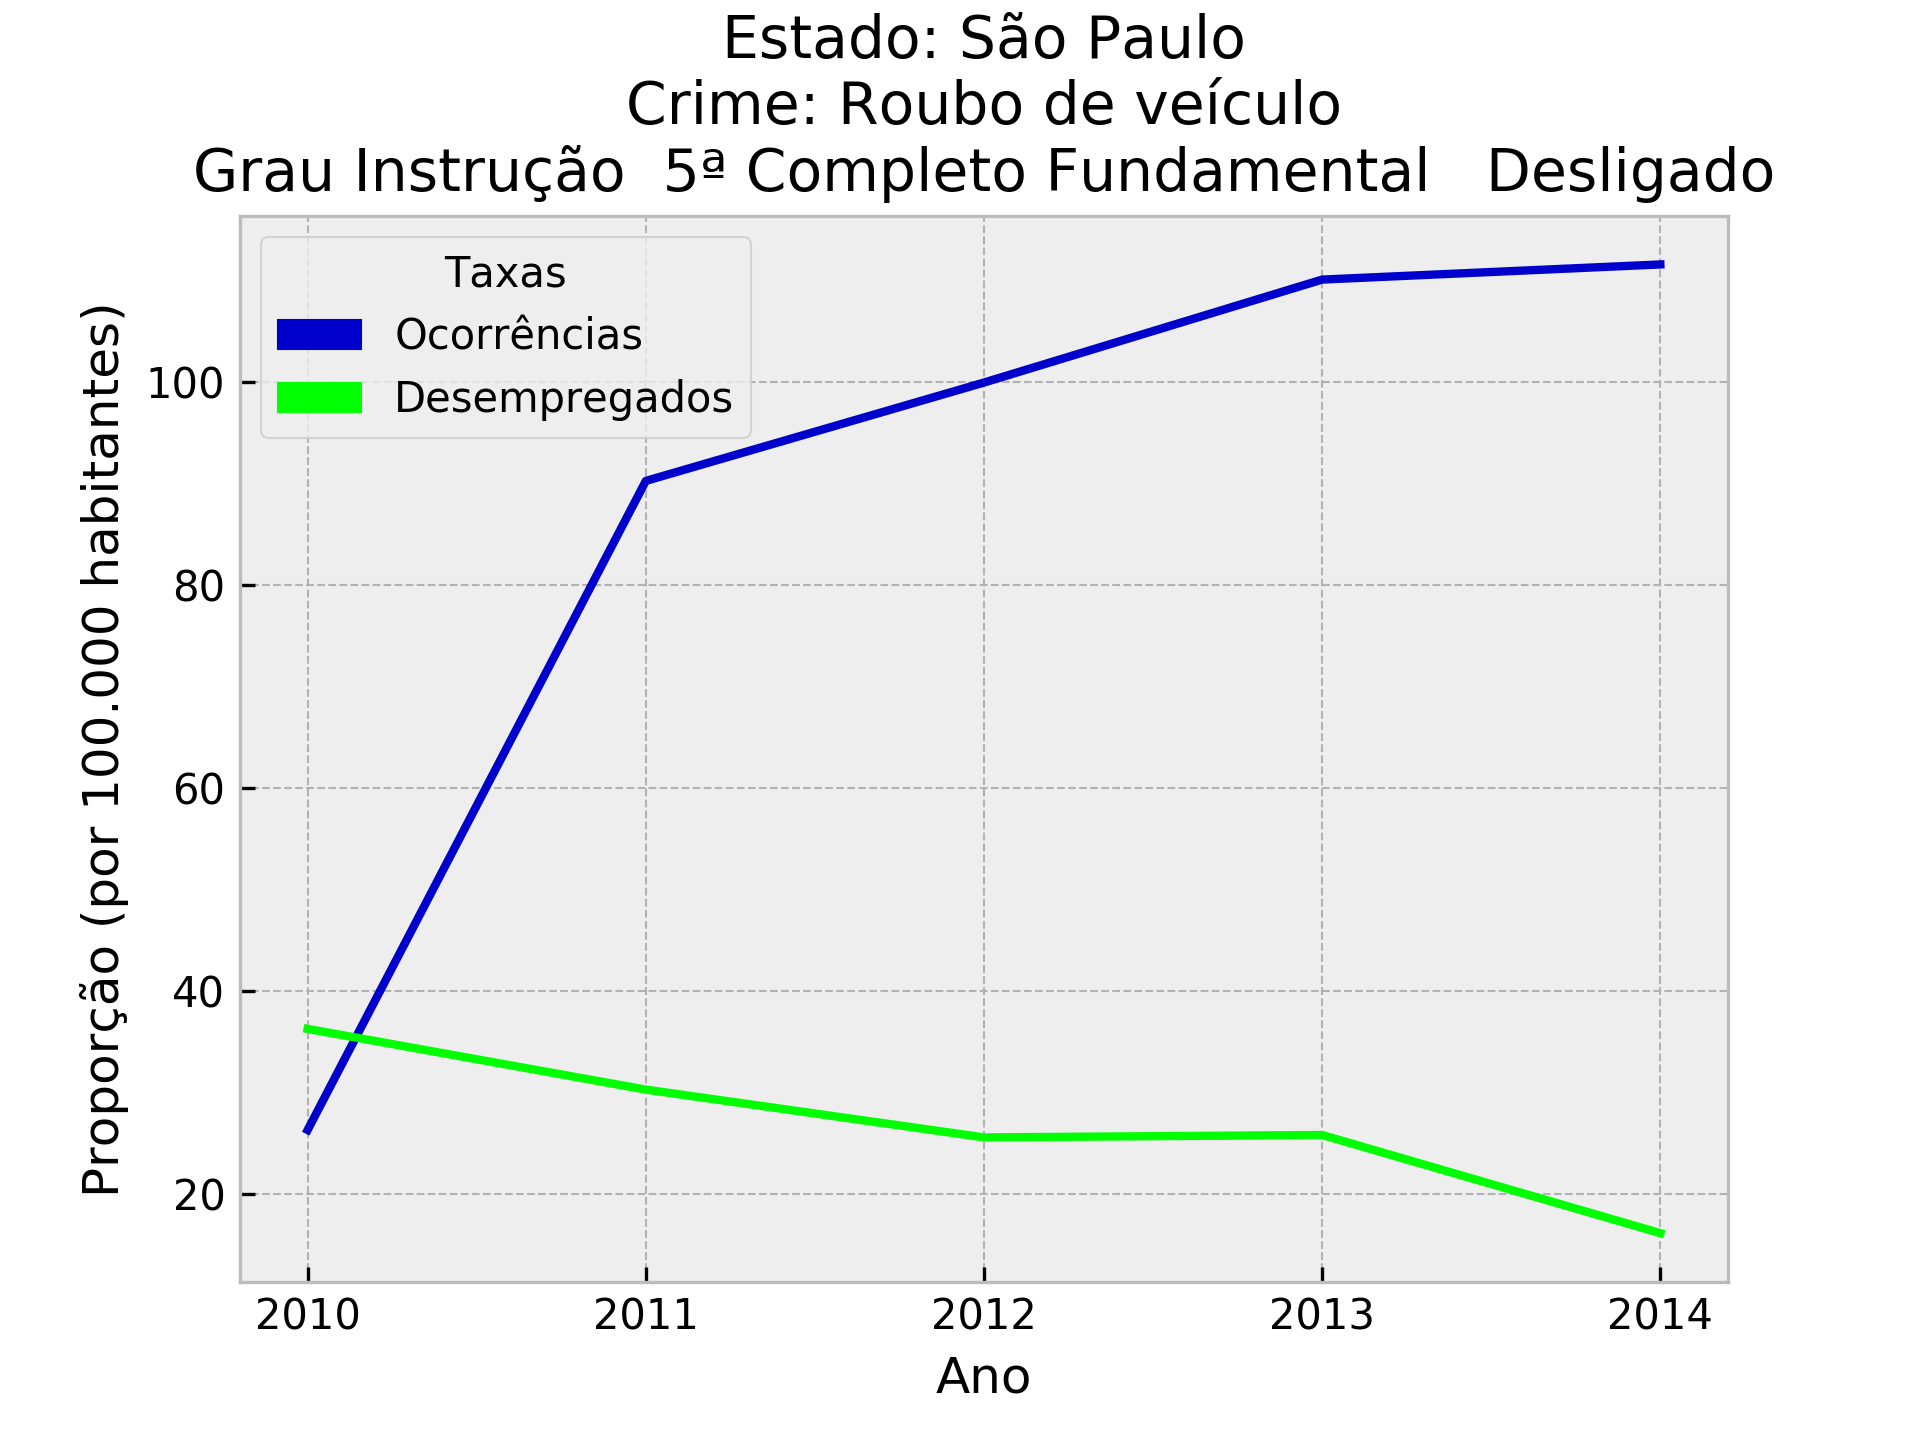 Estado: São Paulo
Crime: Roubo de veículo
Grau Instrução  5ª Completo Fundamental   Desligado
Taxas
Ocorrências
Desempregados
Proporção (por 100.000 habitantes)
100
80
60
40
20
2010
2011
2012
2013
2014
Ano